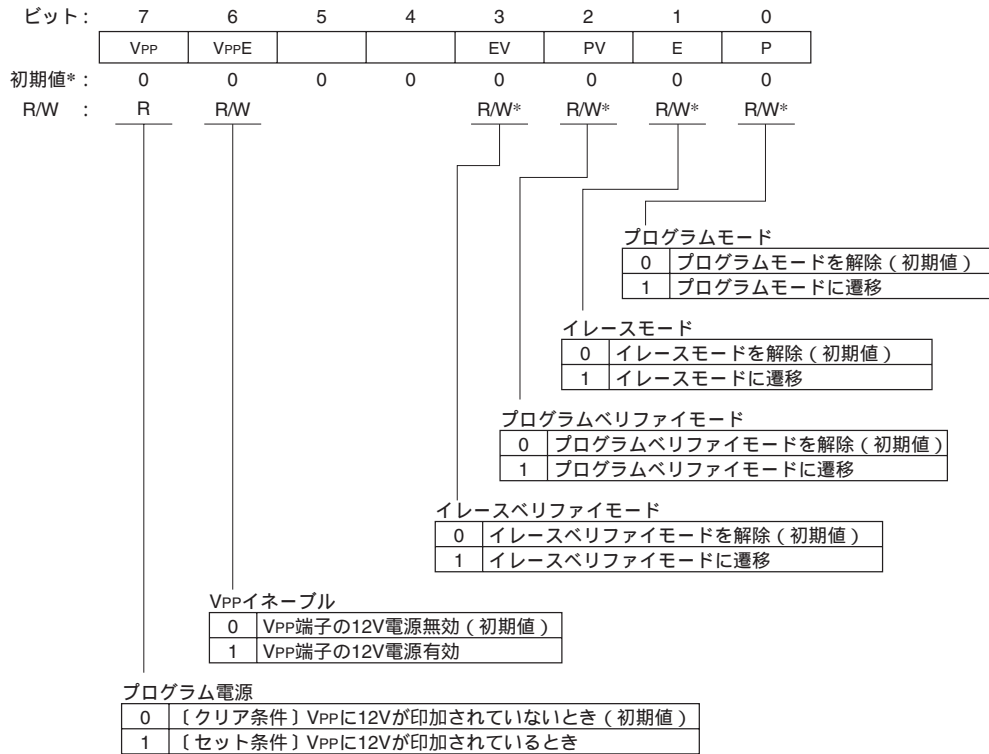 ビット： 7 6 5 4 3 2 1 0
VPP VPPE EV PV E P
初期値*： 0 0 0 0 0 0 0 0
R/W ： R R/W R/W* R/W* R/W* R/W*
プログラムモード
0 プログラムモードを解除（初期値）
1 プログラムモードに遷移
イレースモード
0 イレースモードを解除（初期値）
1 イレースモードに遷移
プログラムベリファイモード
0 プログラムベリファイモードを解除（初期値）
1 プログラムベリファイモードに遷移
イレースベリファイモード
0 イレースベリファイモードを解除（初期値）
1 イレースベリファイモードに遷移
VPPイネーブル
0 VPP端子の12V電源無効（初期値）
1 VPP端子の12V電源有効
プログラム電源
0 〔クリア条件〕VPPに12Vが印加されていないとき（初期値）
1 〔セット条件〕VPPに12Vが印加されているとき